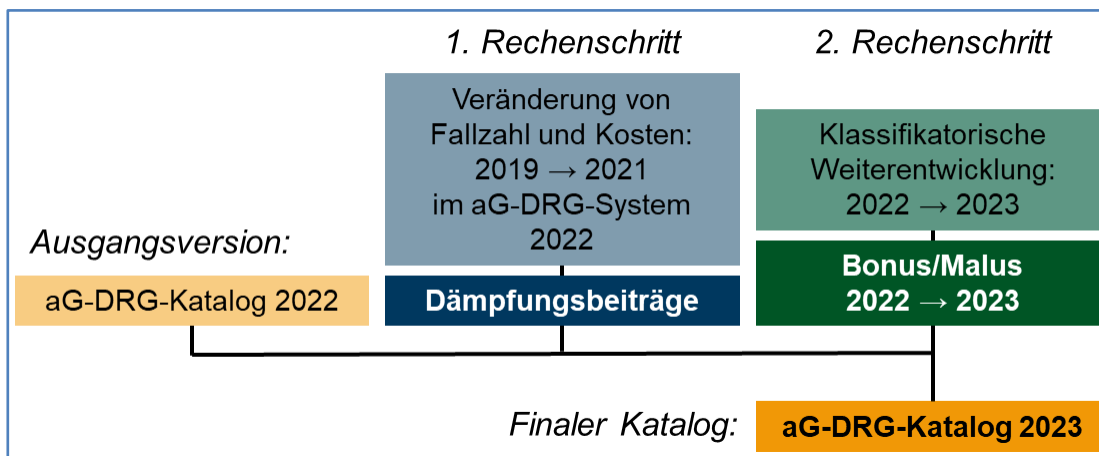 1. Rechenschritt
2. Rechenschritt
Veränderung von
Fallzahl und Kosten:
2019 → 2021
im aG-DRG-System
2022
Klassifikatorische
Weiterentwicklung:
2022 → 2023
Ausgangsversion:
aG-DRG-Katalog 2022
Dämpfungsbeiträge
Bonus/Malus
2022 → 2023
Finaler Katalog:
aG-DRG-Katalog 2023